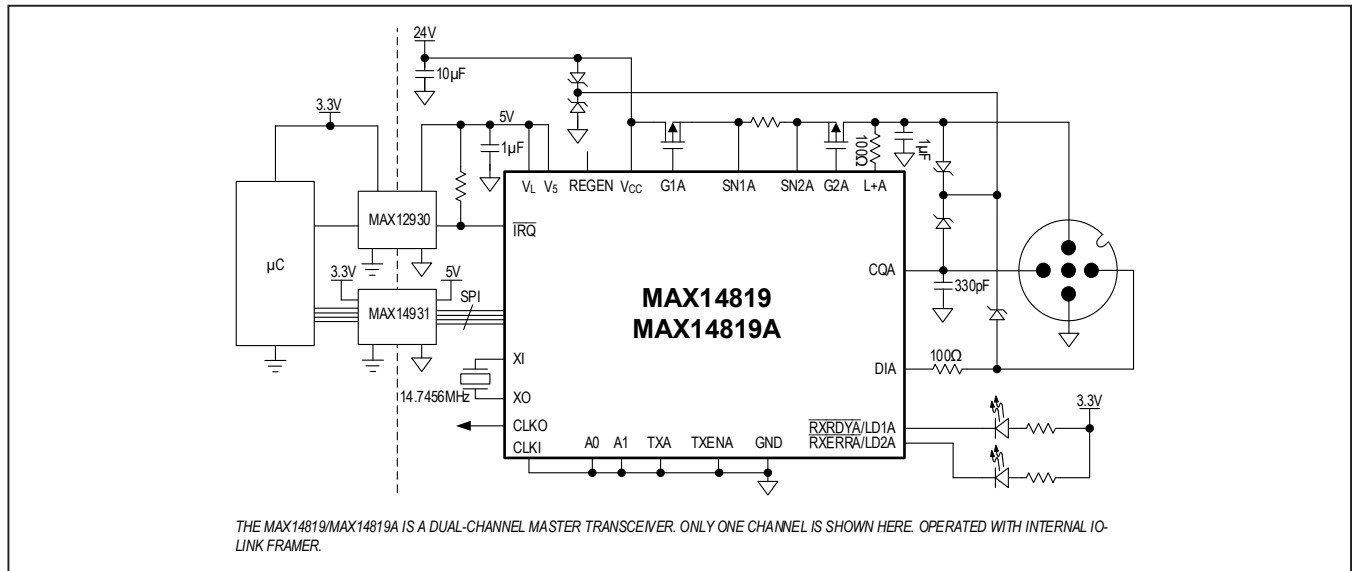 24V
10µF
3.3V
5V
1µF
100Ω
1µF
VL V5 REGEN VCC G1A SN1A SN2A G2A L+A
MAX12930
IRQ
µC
CQA
330pF
3.3V
5V
MAX14931
SPI
MAX14819
MAX14819A
XI
DIA
100Ω
14.7456MHz
XO
3.3V
CLKO
RXRDYA/LD1A
RXERRA/LD2A
CLKI
A0 A1 TXA TXENA GND
THE MAX14819/MAX14819A IS A DUAL-CHANNEL MASTER TRANSCEIVER. ONLY ONE CHANNEL IS SHOWN HERE. OPERATED WITH INTERNAL IO-
LINK FRAMER.